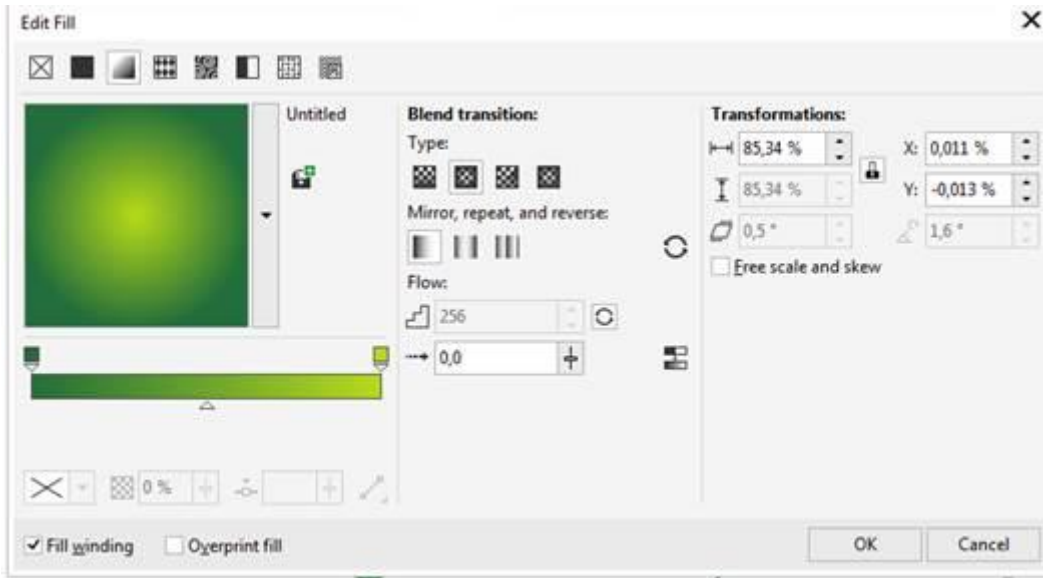 Edit Fill
Untitled
Blend transition:
Type:
Mirror, repeat, and reverse:
Flow:
256
0,0
Transformations:
85,34 %
X: 0,011 %
85,34 %
Y: -0,013 %
0,5 °
1,6 °
Free scale and skew
0 %
Fill winding
Overprint fill
OK
Cancel